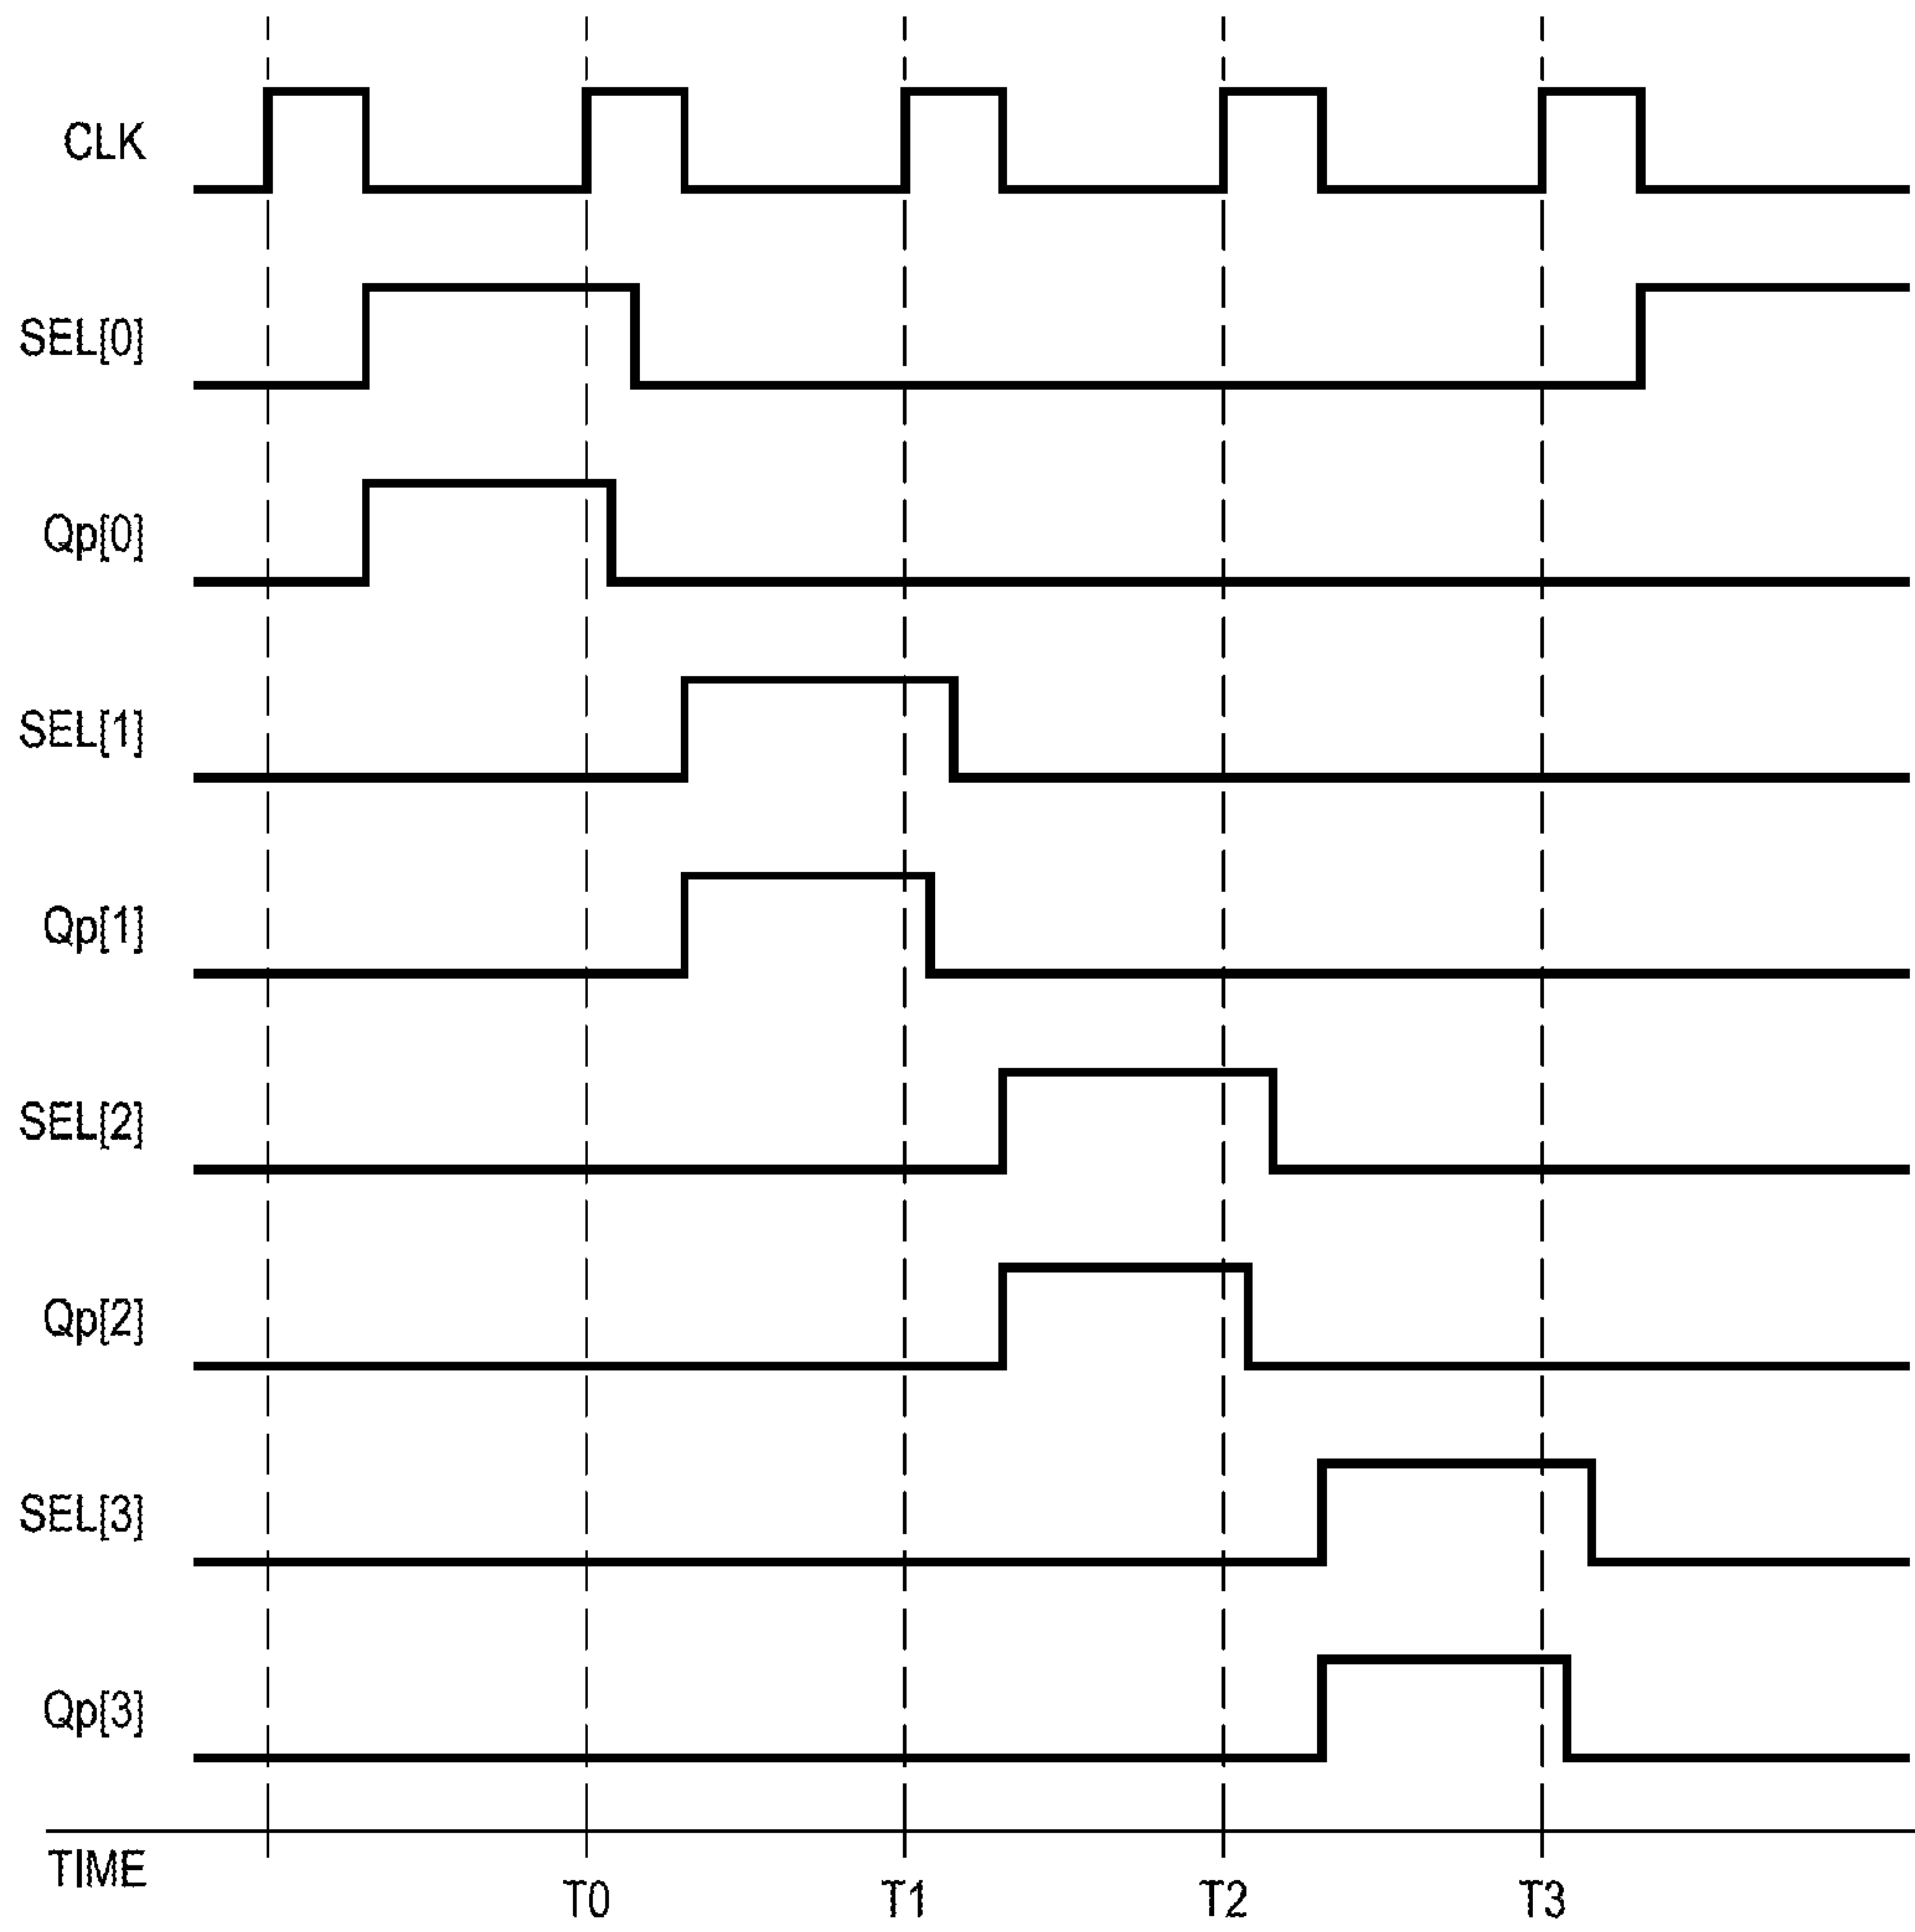 CLK
SEL[0]
Qp[0]
SEL[1]
Qp[1]
SEL[2]
Qp[2]
SEL[3]
Qp[3]
TIME
T0 T1 T2 T3